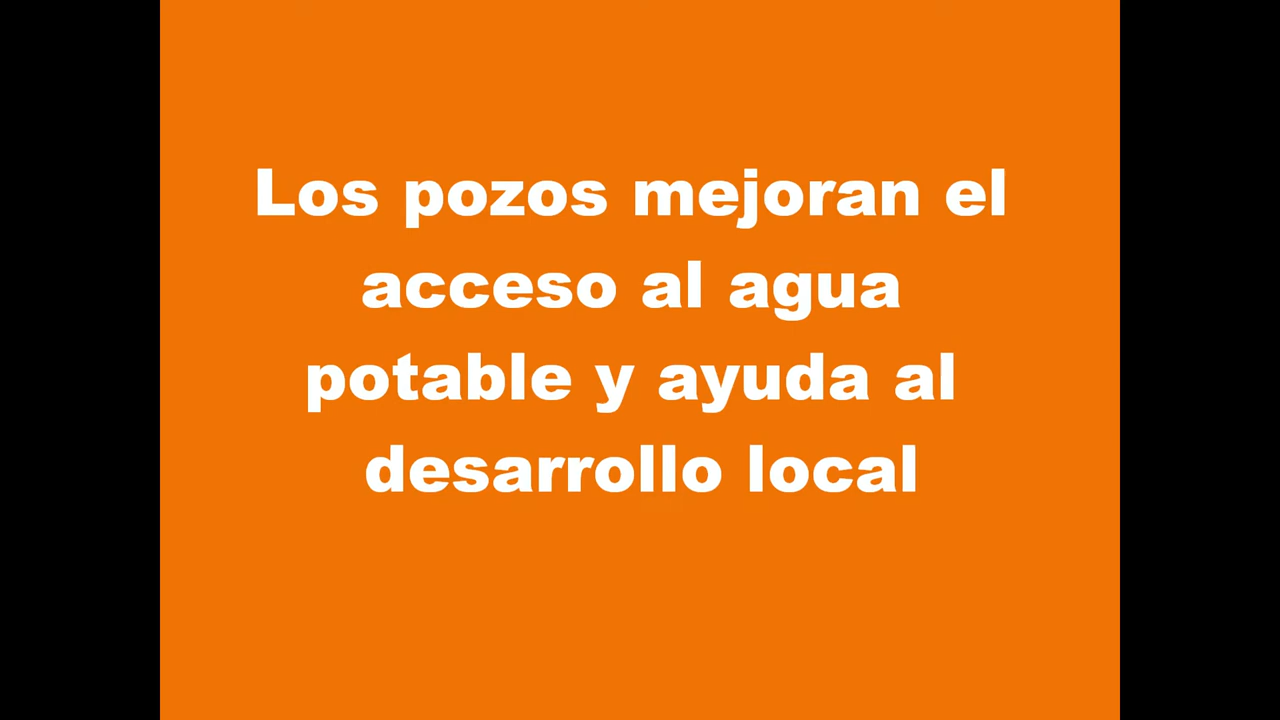 Los pozos mejoran el
acceso al agua
potable y ayuda al
desarrollo local